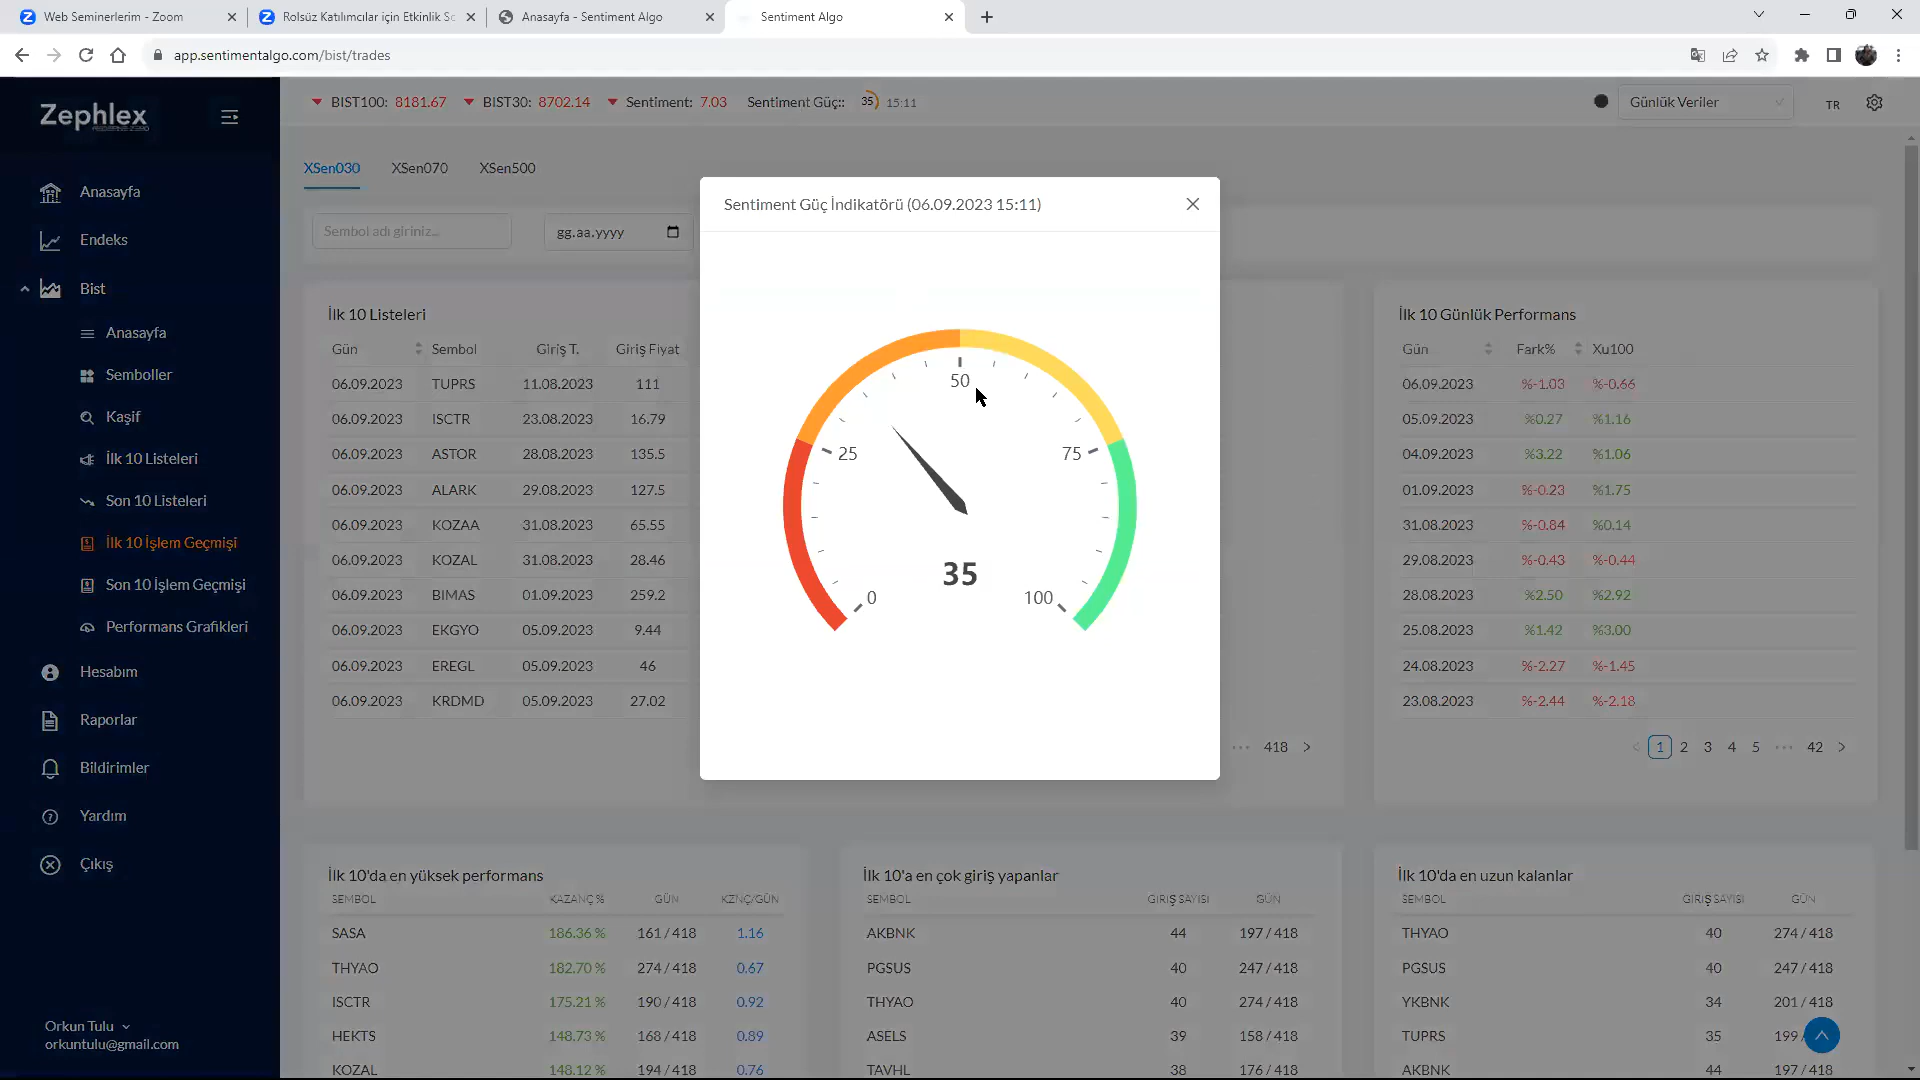 Web Seminerlerim - Zoom
Rolsüz Katılımcılar için Etkinlik Sc
Anasayfa - Sentiment Algo
Sentiment Algo
app.sentimentalgo.com/bist/trades
Zephlex
BIST100: 8181.67 BIST30: 8702.14 Sentiment: 7.03 Sentiment Güç:: 35 15:11
Günlük Veriler
TR
Anasayfa
Endeks
Bist
Anasayfa
Semboller
Kaşif
İlk 10 Listeleri
Son 10 Listeleri
İlk 10 İşlem Geçmişi
Son 10 İşlem Geçmişi
Performans Grafikleri
Hesabım
Raporlar
Bildirimler
Yardım
Çıkış
Orkun Tulu
orkuntulu@gmail.com
XSen030 XSen070 XSen500
Sembol adı giriniz... gg.aa.yyyy
İlk 10 Listeleri
Gün Sembol Giriş T. Giriş Fiyat
06.09.2023 TUPRS 11.08.2023 111
06.09.2023 ISCTR 23.08.2023 16.79
06.09.2023 ASTOR 28.08.2023 135.5
06.09.2023 ALARK 29.08.2023 127.5
06.09.2023 KOZAA 31.08.2023 65.55
06.09.2023 KOZAL 31.08.2023 28.46
06.09.2023 BIMAS 01.09.2023 259.2
06.09.2023 EKGYO 05.09.2023 9.44
06.09.2023 EREGL 05.09.2023 46
06.09.2023 KRDMD 05.09.2023 27.02
••• 418
Sentiment Güç İndikatörü (06.09.2023 15:11)
50
25 75
35
0 100
İlk 10 Günlük Performans
Gün Fark% Xu100
06.09.2023 %-1.03 %-0.66
05.09.2023 %0.27 %1.16
04.09.2023 %3.22 %1.06
01.09.2023 %-0.23 %1.75
31.08.2023 %-0.84 %0.14
29.08.2023 %-0.43 %-0.44
28.08.2023 %2.50 %2.92
25.08.2023 %1.42 %3.00
24.08.2023 %-2.27 %-1.45
23.08.2023 %-2.44 %-2.18
1 2 3 4 5 ••• 42
İlk 10'da en yüksek performans
SEMBOL KAZANÇ % GÜN KZNÇ/GÜN
SASA 186.36 % 161 / 418 1.16
THYAO 182.70 % 274 / 418 0.67
ISCTR 175.21 % 190 / 418 0.92
HEKTS 148.73 % 168 / 418 0.89
KOZAL 148.12 % 194 / 418 0.76
İlk 10'a en çok giriş yapanlar
SEMBOL GİRİŞ SAYISI GÜN
AKBNK 44 197 / 418
PGSUS 40 247 / 418
THYAO 40 274 / 418
ASELS 39 158 / 418
TAVHL 38 176 / 418
İlk 10'da en uzun kalanlar
SEMBOL GİRİŞ SAYISI GÜN
THYAO 40 274 / 418
PGSUS 40 247 / 418
YKBNK 34 201 / 418
TUPRS 35 199 /
AKBNK 44 197 / 418